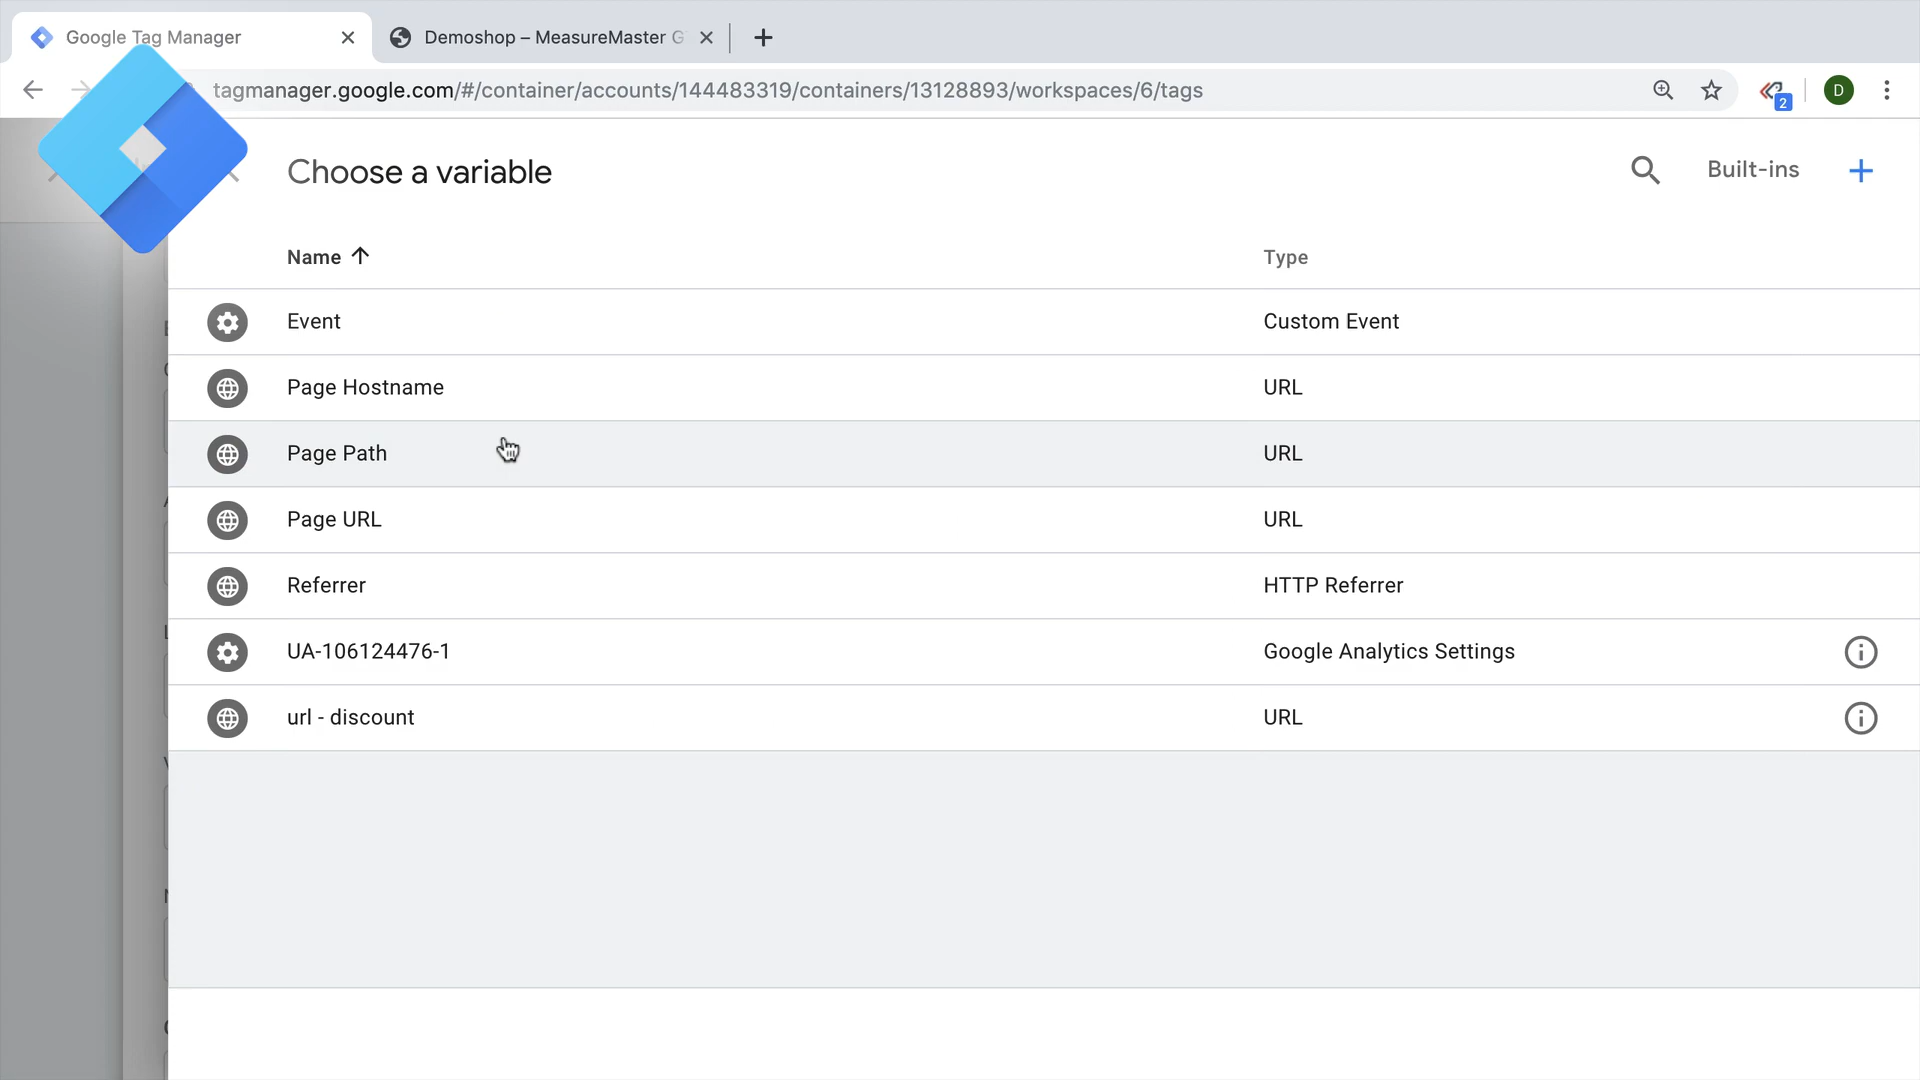 Google Tag Manager
Demoshop – MeasureMaster G
tagmanager.google.com/#/container/accounts/144483319/containers/13128893/workspaces/6/tags
2
D
Choose a variable
Built-ins
Name Type
Event Custom Event
Page Hostname URL
Page Path URL
Page URL URL
Referrer HTTP Referrer
UA-106124476-1 Google Analytics Settings
url - discount URL